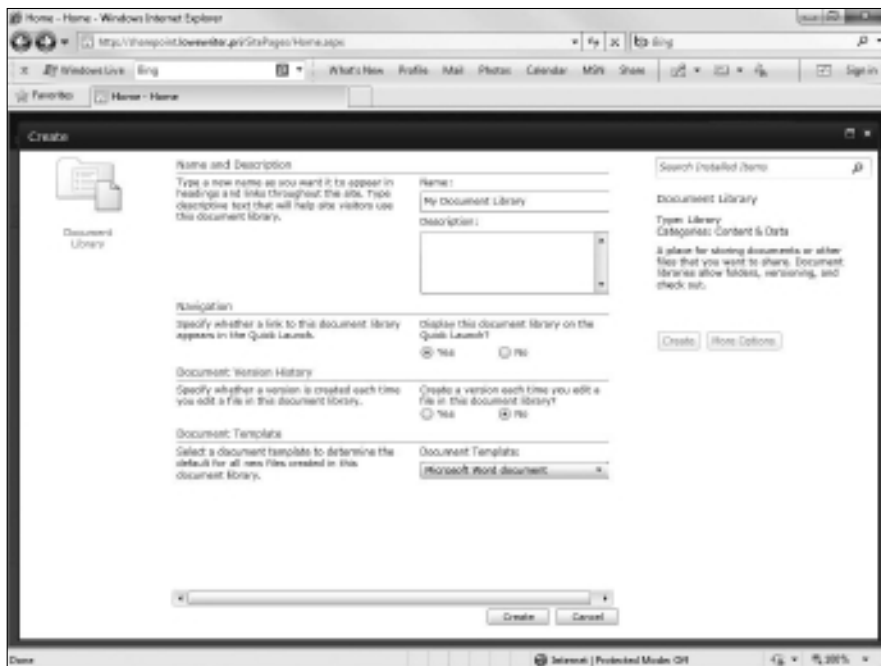 Home - Home - Windows Internet Explorer
http://sharepoint.lowewriter.pri/SitePages/Home.aspx
Bing
Windows Live
Bing
What's New Profile Mail Photos Calendar MSN Share
Sign in
Favorites
Home - Home
Create
Document
Library
Name and Description
Type a new name as you want it to appear in
headings and links throughout the site. Type
descriptive text that will help site visitors use
this document library.
Name:
My Document Library
Description:
Navigation
Specify whether a link to this document library
appears in the Quick Launch.
Display this document library on the
Quick Launch?
Yes No
Document Version History
Specify whether a version is created each time
you edit a file in this document library.
Create a version each time you edit a
file in this document library?
Yes No
Document Template
Select a document template to determine the
default for all new files created in this
document library.
Document Template:
Microsoft Word document
Create Cancel
Search Installed Items
Document Library
Type: Library
Categories: Content & Data
A place for storing documents or other
files that you want to share. Document
libraries allow folders, versioning, and
check out.
Create More Options
Done
Internet | Protected Mode: Off
100%